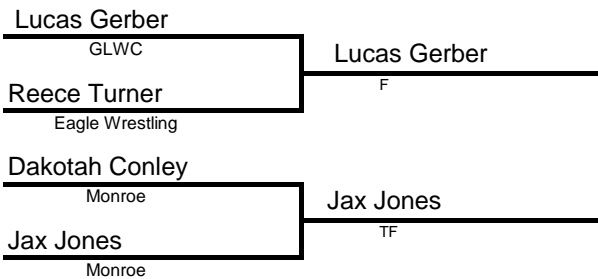 Lucas Gerber
GLWC
Lucas Gerber
F
Reece Turner
Eagle Wrestling
Dakotah Conley
Monroe
Jax Jones
TF
Jax Jones
Monroe